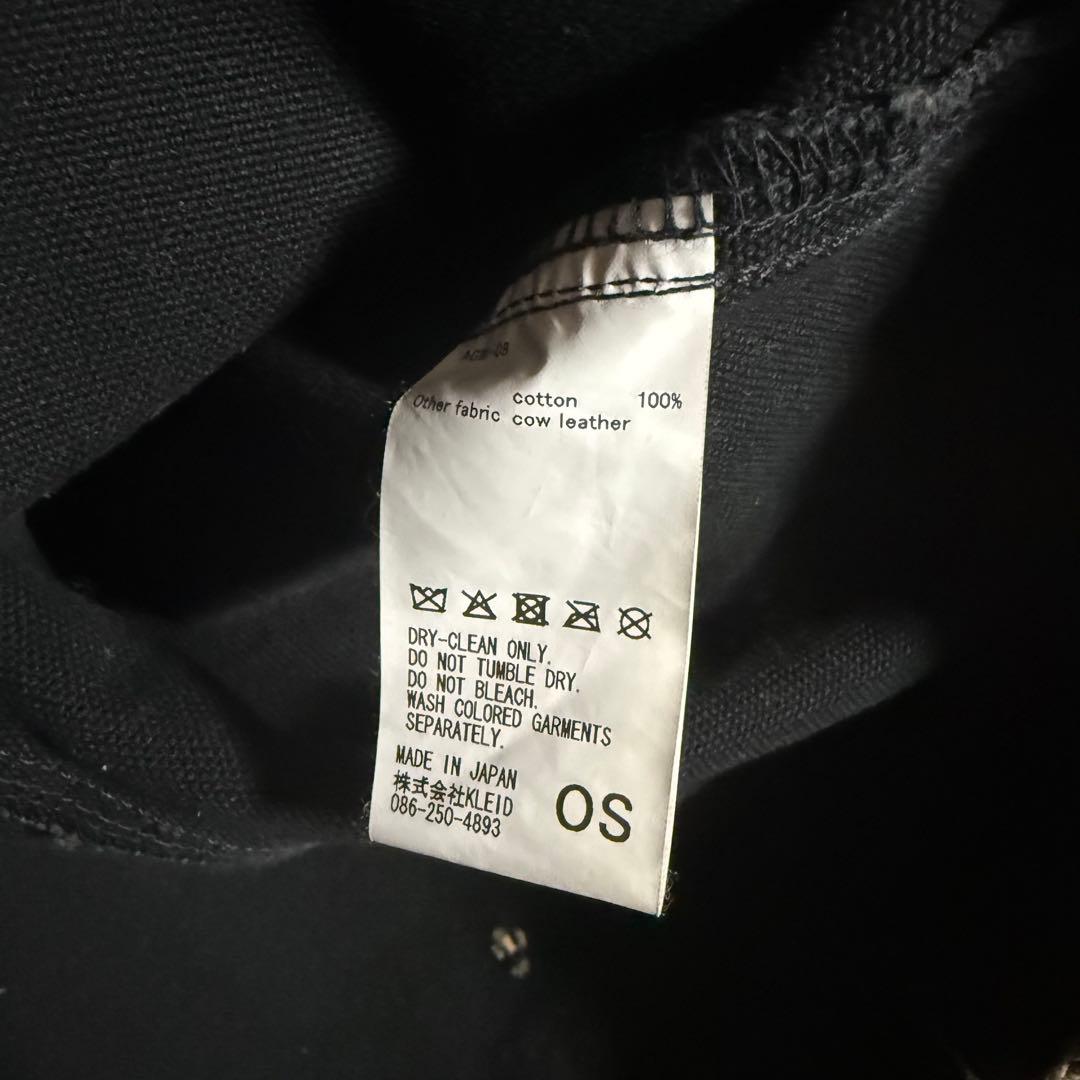 cotton 100%
Other fabric cow leather
DRY-CLEAN ONLY.
DO NOT TUMBLE DRY.
DO NOT BLEACH.
WASH COLORED GARMENTS
SEPARATELY.
MADE IN JAPAN
株式会社KLEID
086-250-4893
OS